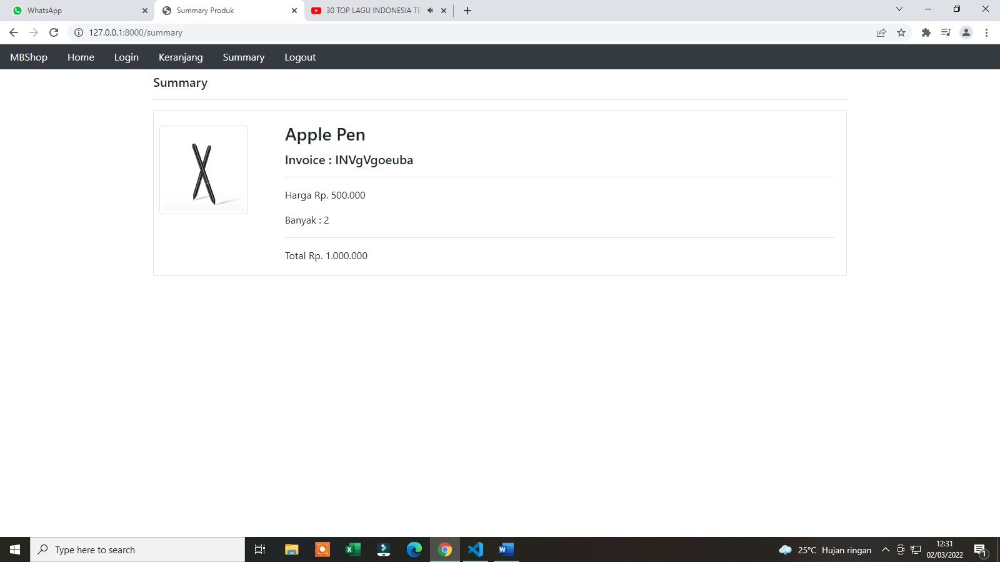 WhatsApp
Summary Produk
30 TOP LAGU INDONESIA TE
127.0.0.1:8000/summary
MBShop Home Login Keranjang Summary Logout
Summary
Apple Pen
Invoice : INVgVgoeuba
Harga Rp. 500.000
Banyak : 2
Total Rp. 1.000.000
Type here to search
25°C Hujan ringan
12:31
02/03/2022
1